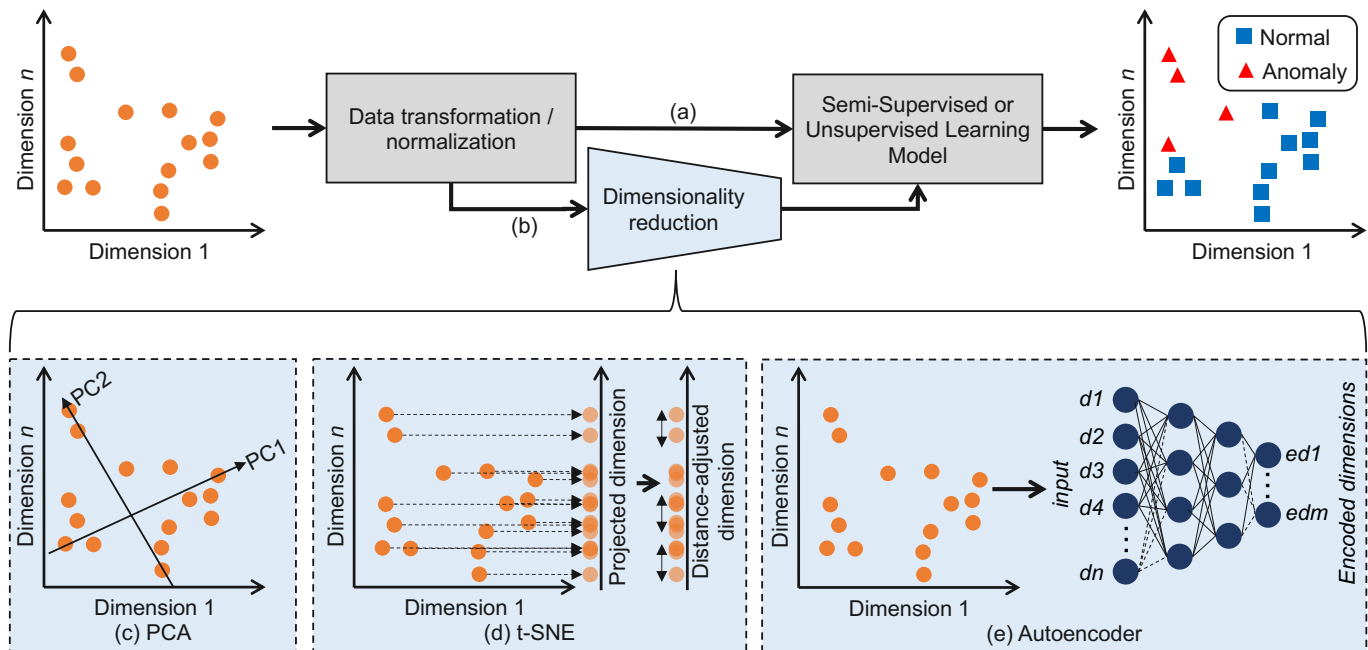 Dimension n
Dimension 1
Data transformation /
normalization
(a)
(b)
Dimensionality
reduction
Semi-Supervised or
Unsupervised Learning
Model
Dimension n
Dimension 1
Normal
Anomaly
Dimension n
PC2
PC1
Dimension 1
(c) PCA
Dimension n
Dimension 1
Projected dimension
Distance-adjusted
dimension
(d) t-SNE
Dimension n
Dimension 1
input
d1
d2
d3
d4
dn
ed1
edm
Encoded dimensions
(e) Autoencoder